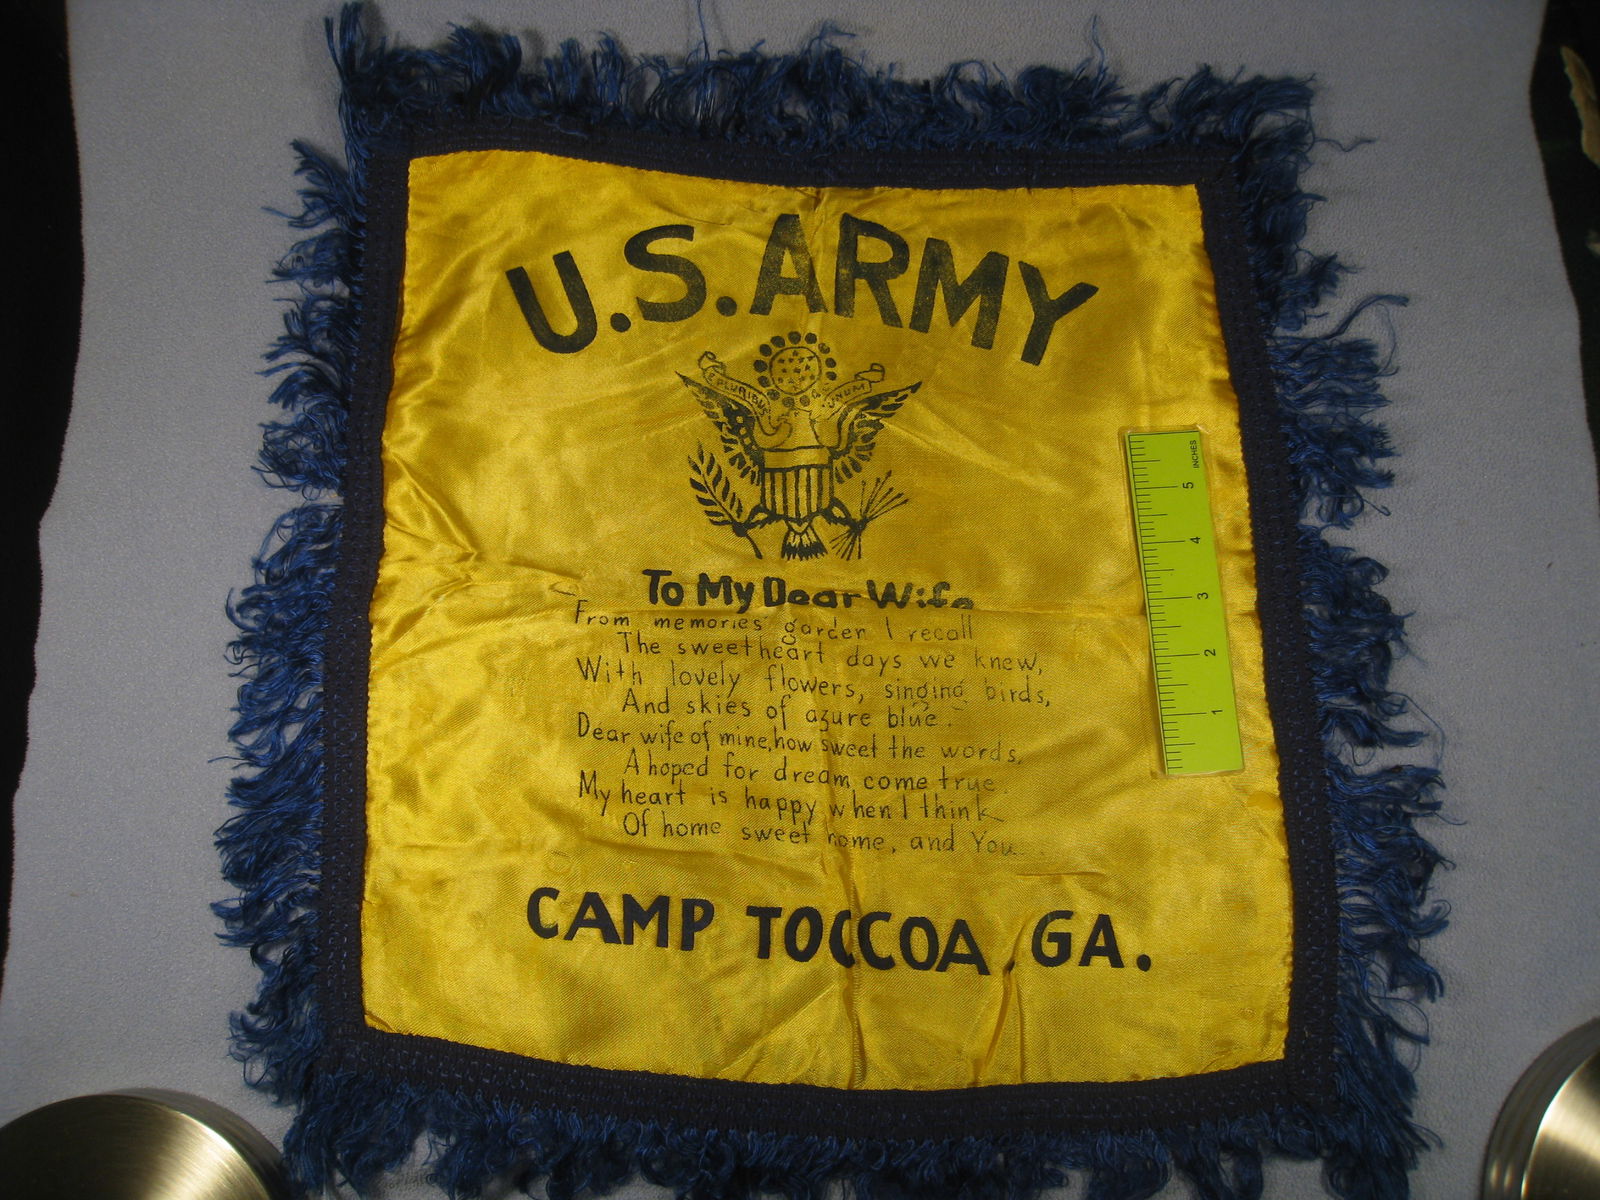 U.S. ARMY
E PLURIBUS UNUM
To My Dear Wife
From memories' garden I recall
The sweetheart days we knew,
With lovely flowers, singing birds,
And skies of azure blue.
Dear wife of mine, how sweet the words,
A hoped for dream come true.
My heart is happy when I think
Of home sweet home, and You
CAMP TOCCOA GA.
INCHES
5
4
3
2
1